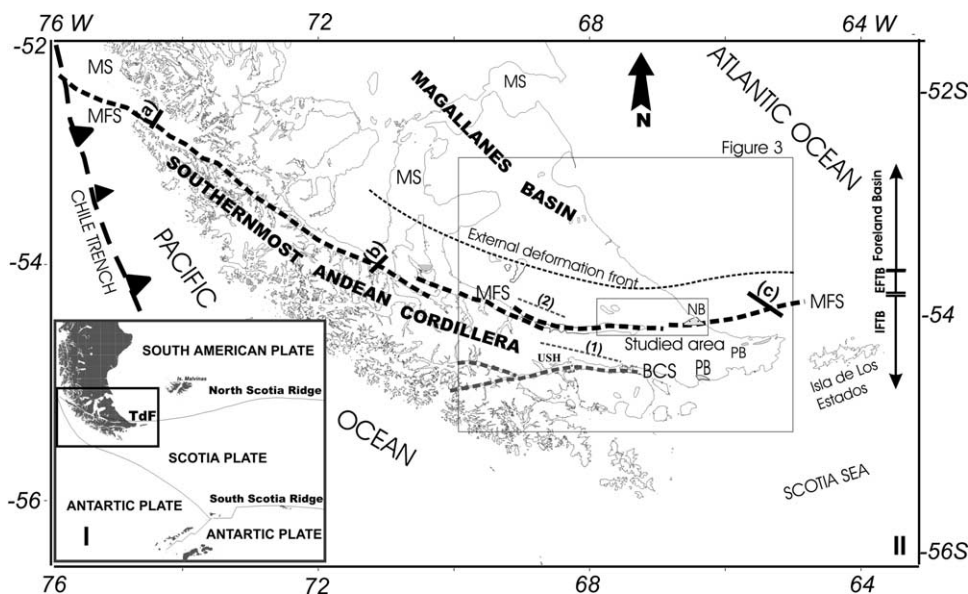 76 W
72
68
64 W
-52
-52S
MS
MFS
(a)
MS
MAGALLANES BASIN
ATLANTIC OCEAN
N
Figure 3
MS
CHILE TRENCH
PACIFIC
OCEAN
SOUTHERNMOST ANDEAN CORDILLERA
External deformation front
(b)
-54
MFS
(2)
(c)
MFS
NB
Studied area
(1)
PB
PB
USH
BCS
Isla de Los
Estados
SCOTIA SEA
Foreland Basin
EFTB
IFTB
-54
SOUTH AMERICAN PLATE
Is. Malvinas
North Scotia Ridge
TdF
SCOTIA PLATE
ANTARTIC PLATE
South Scotia Ridge
ANTARTIC PLATE
I
II
-56
-56S
76
72
68
64